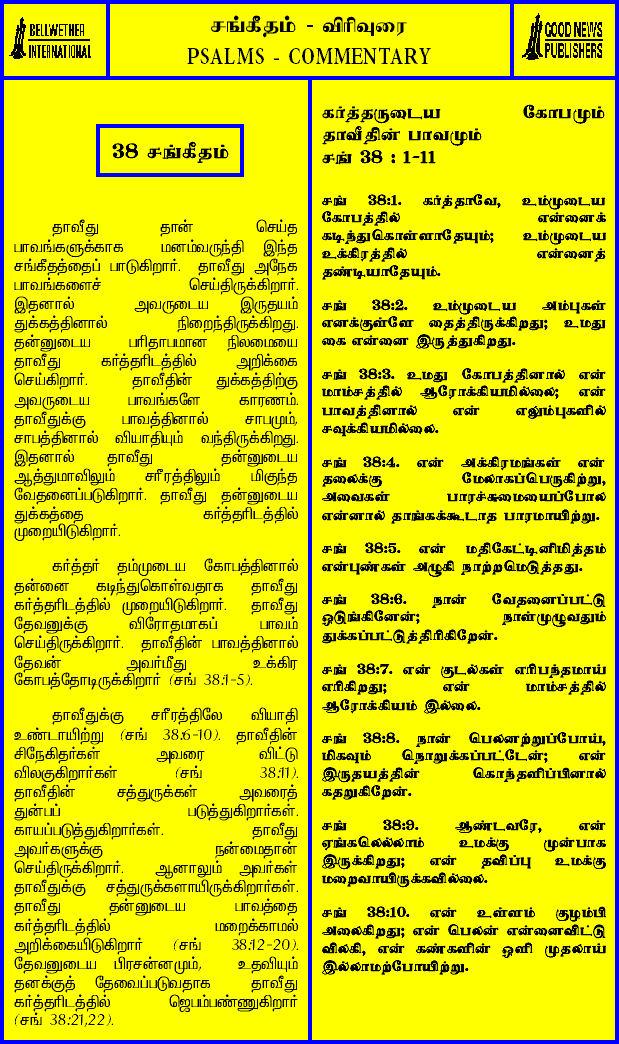 BELLWETHER
INTERNATIONAL
சங்கீதம் - விரிவுரை
PSALMS - COMMENTARY
GOOD NEWS
PUBLISHERS
38 சங்கீதம்
தாவீது தான் செய்த
பாவங்களுக்காக மனம்வருந்தி இந்த
சங்கீதத்தைப் பாடுகிறார். தாவீது அநேக
பாவங்களைச் செய்திருக்கிறார்.
இதனால் அவருடைய இருதயம்
துக்கத்தினால் நிறைந்திருக்கிறது.
தன்னுடைய பரிதாபமான நிலமையை
தாவீது கர்த்தரிடத்தில் அறிக்கை
செய்கிறார். தாவீதின் துக்கத்திற்கு
அவருடைய பாவங்களே காரணம்.
தாவீதுக்கு பாவத்தினால் சாபமும்,
சாபத்தினால் வியாதியும் வந்திருக்கிறது.
இதனால் தாவீது தன்னுடைய
ஆத்துமாவிலும் சரீரத்திலும் மிகுந்த
வேதனைப்படுகிறார். தாவீது தன்னுடைய
துக்கத்தை கர்த்தரிடத்தில்
முறையிடுகிறார்.
கர்த்தர் தம்முடைய கோபத்தினால்
தன்னை கடிந்துகொள்வதாக தாவீது
கர்த்தரிடத்தில் முறையிடுகிறார். தாவீது
தேவனுக்கு விரோதமாகப் பாவம்
செய்திருக்கிறார். தாவீதின் பாவத்தினால்
தேவன் அவர்மீது உக்கிர
கோபத்தோடிருக்கிறார் (சங் 38:1-5).
தாவீதுக்கு சரீரத்திலே வியாதி
உண்டாயிற்று (சங் 38:6-10). தாவீதின்
சிநேகிதர்கள் அவரை விட்டு
விலகுகிறார்கள் (சங் 38:11).
தாவீதின் சத்துருக்கள் அவரைத்
துன்பப் படுத்துகிறார்கள்.
காயப்படுத்துகிறார்கள். தாவீது
அவர்களுக்கு நன்மைதான்
செய்திருக்கிறார். ஆனாலும் அவர்கள்
தாவீதுக்கு சத்துருக்களாயிருக்கிறார்கள்.
தாவீது தன்னுடைய பாவத்தை
கர்த்தரிடத்தில் மறைக்காமல்
அறிக்கையிடுகிறார் (சங் 38:12-20).
தேவனுடைய பிரசன்னமும், உதவியும்
தனக்குத் தேவைப்படுவதாக தாவீது
கர்த்தரிடத்தில் ஜெபம்பண்ணுகிறார்
(சங் 38:21,22).
கர்த்தருடைய கோபமும்
தாவீதின் பாவமும்
சங் 38 : 1-11
சங் 38:1. கர்த்தாவே, உம்முடைய
கோபத்தில் என்னைக்
கடிந்துகொள்ளாதேயும்; உம்முடைய
உக்கிரத்தில் என்னைத்
தண்டியாதேயும்.
சங் 38:2. உம்முடைய அம்புகள்
எனக்குள்ளே தைத்திருக்கிறது; உமது
கை என்னை இருத்துகிறது.
சங் 38:3. உமது கோபத்தினால் என்
மாம்சத்தில் ஆரோக்கியமில்லை; என்
பாவத்தினால் என் எலும்புகளில்
சவுக்கியமில்லை.
சங் 38:4. என் அக்கிரமங்கள் என்
தலைக்கு மேலாகப்பெருகிற்று,
அவைகள் பாரச்சுமையைப்போல
என்னால் தாங்கக்கூடாத பாரமாயிற்று.
சங் 38:5. என் மதிகேட்டினிமித்தம்
என்புண்கள் அழுகி நாற்றமெடுத்தது.
சங் 38:6. நான் வேதனைப்பட்டு
ஒடுங்கினேன்; நான்முழுவதும்
துக்கப்பட்டுத்திரிகிறேன்.
சங் 38:7. என் குடல்கள் எரிபந்தமாய்
எரிகிறது; என் மாம்சத்தில்
ஆரோக்கியம் இல்லை.
சங் 38:8. நான் பெலனற்றுப்போய்,
மிகவும் நொறுக்கப்பட்டேன்; என்
இருதயத்தின் கொந்தளிப்பினால்
கதறுகிறேன்.
சங் 38:9. ஆண்டவரே, என்
ஏங்கலெல்லாம் உமக்கு முன்பாக
இருக்கிறது; என் தவிப்பு உமக்கு
மறைவாயிருக்கவில்லை.
சங் 38:10. என் உள்ளம் குழம்பி
அலைகிறது; என் பெலன் என்னைவிட்டு
விலகி, என் கண்களின் ஒளி முதலாய்
இல்லாமற்போயிற்று.